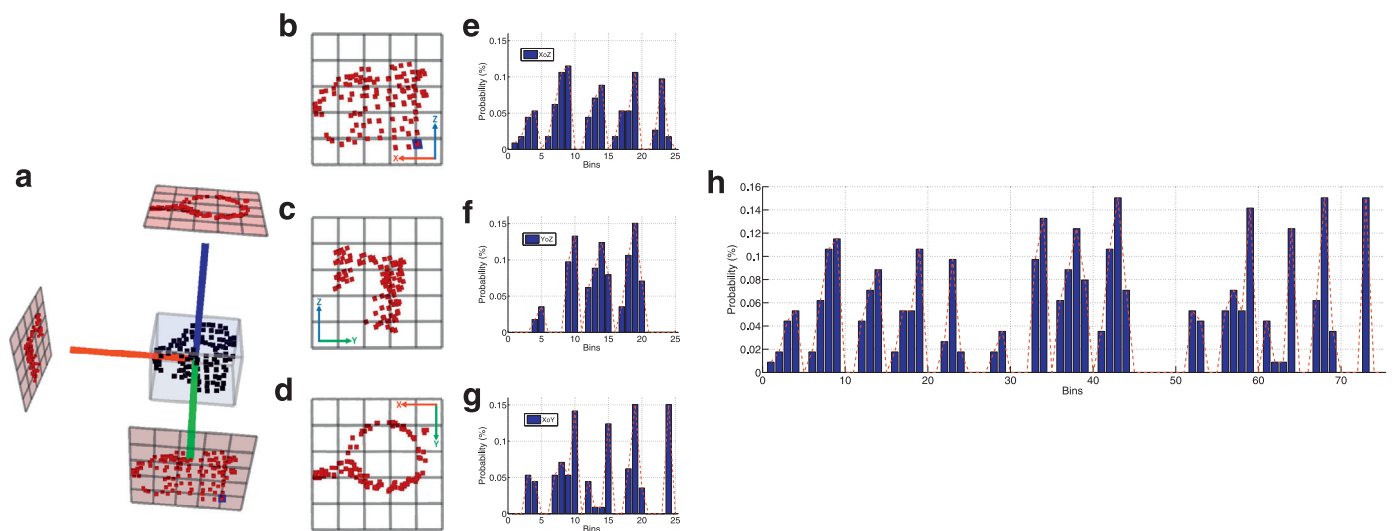 a
b
Z
X
c
Z
Y
d
X
Y
e
XoZ
Probability (%)
0.15
0.1
0.05
0
0 5 10 15 20 25
Bins
f
YoZ
Probability (%)
0.15
0.1
0.05
0
0 5 10 15 20 25
Bins
g
XoY
Probability (%)
0.15
0.1
0.05
0
0 5 10 15 20 25
Bins
h
Probability (%)
0.16
0.14
0.12
0.1
0.08
0.06
0.04
0.02
0
0 10 20 30 40 50 60 70
Bins